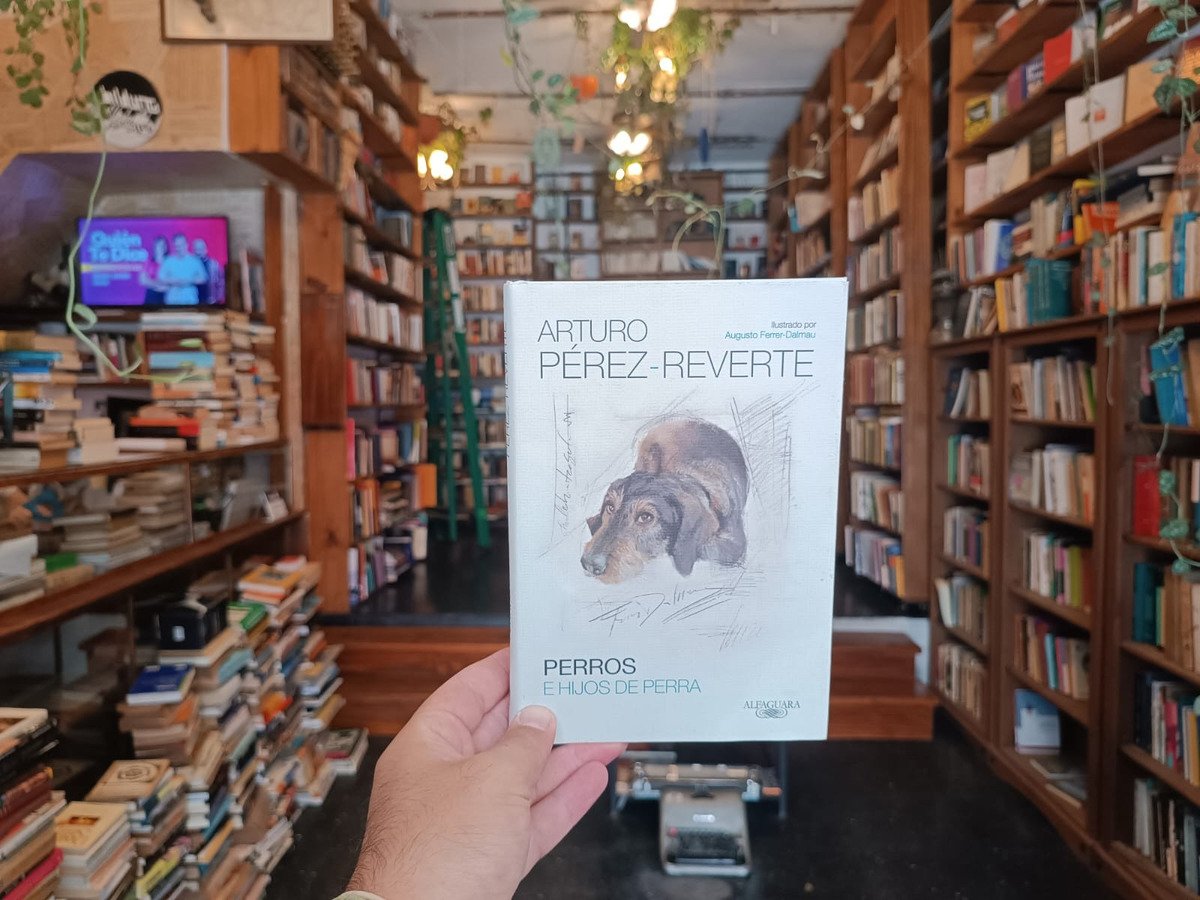 Quién
Te Dice
ARTURO
PÉREZ-REVERTE
Ilustrado por
Augusto Ferrer-Dalmau
PERROS
E HIJOS DE PERRA
ALFAGUARA